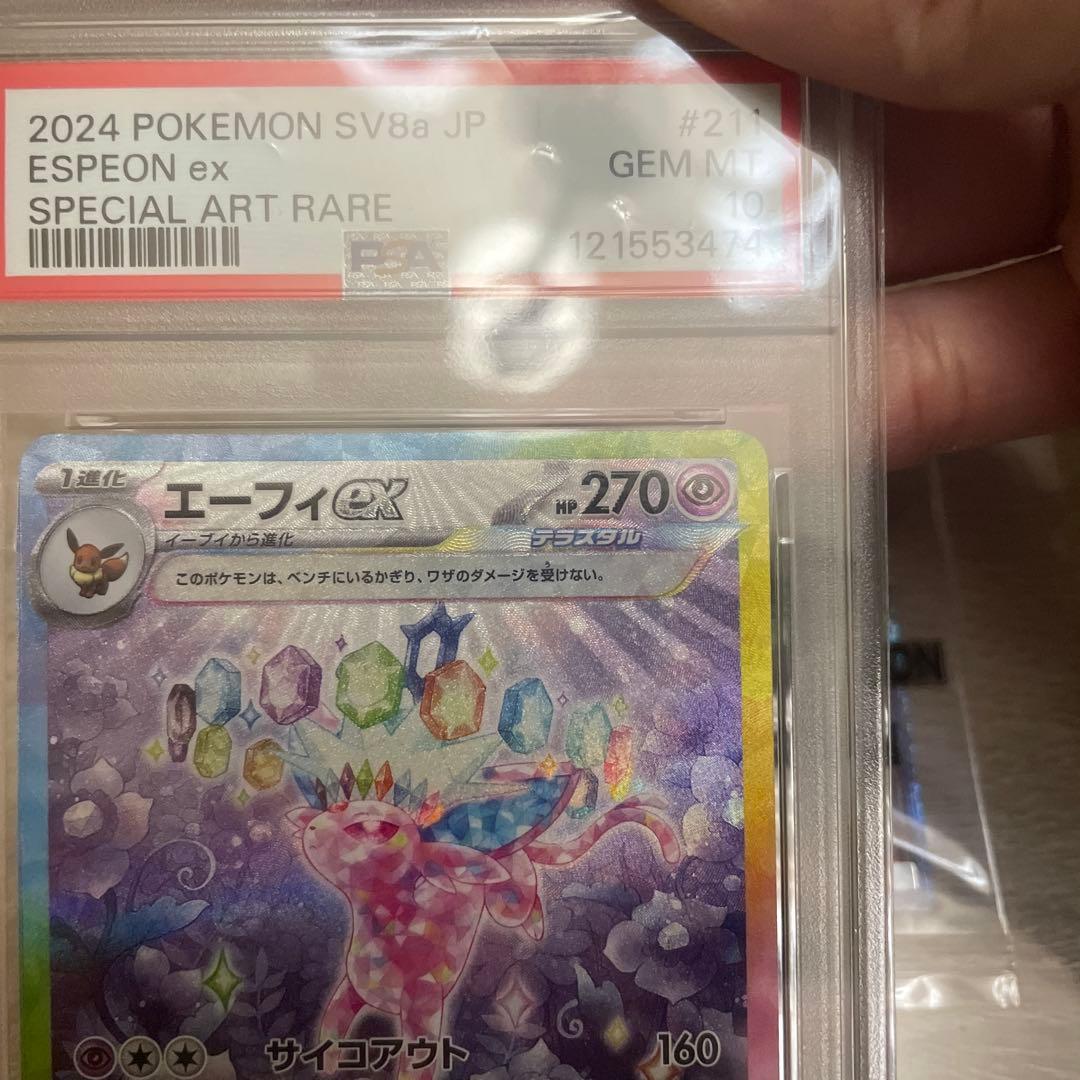 2024 POKEMON SV8a JP #211
ESPEON ex GEM MT
SPECIAL ART RARE 10
PSA 121553474
1進化
エーフィex HP 270
イーブイから進化 テラスタル
このポケモンは、ベンチにいるかぎり、ワザのダメージを受けない。
サイコアウト 160